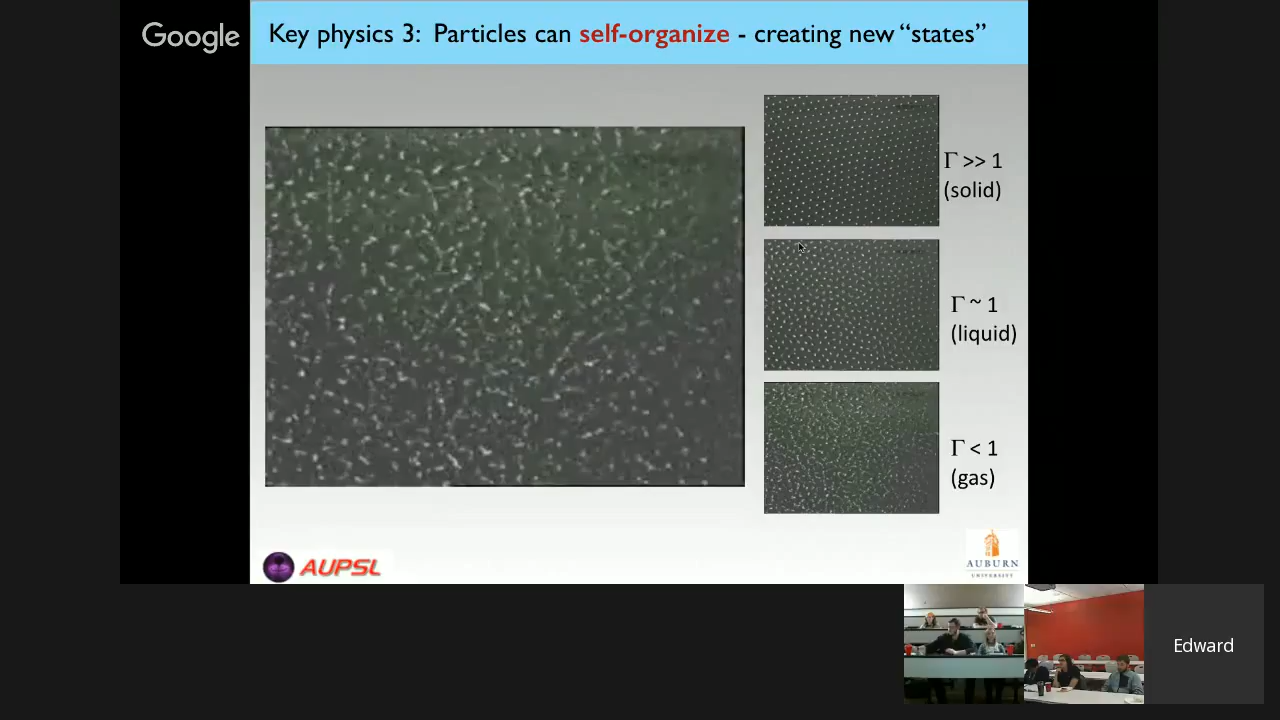 Google
Key physics 3: Particles can self-organize - creating new “states”
Γ >> 1
(solid)
Γ ~ 1
(liquid)
Γ < 1
(gas)
AUPSL
AUBURN
UNIVERSITY
Edward